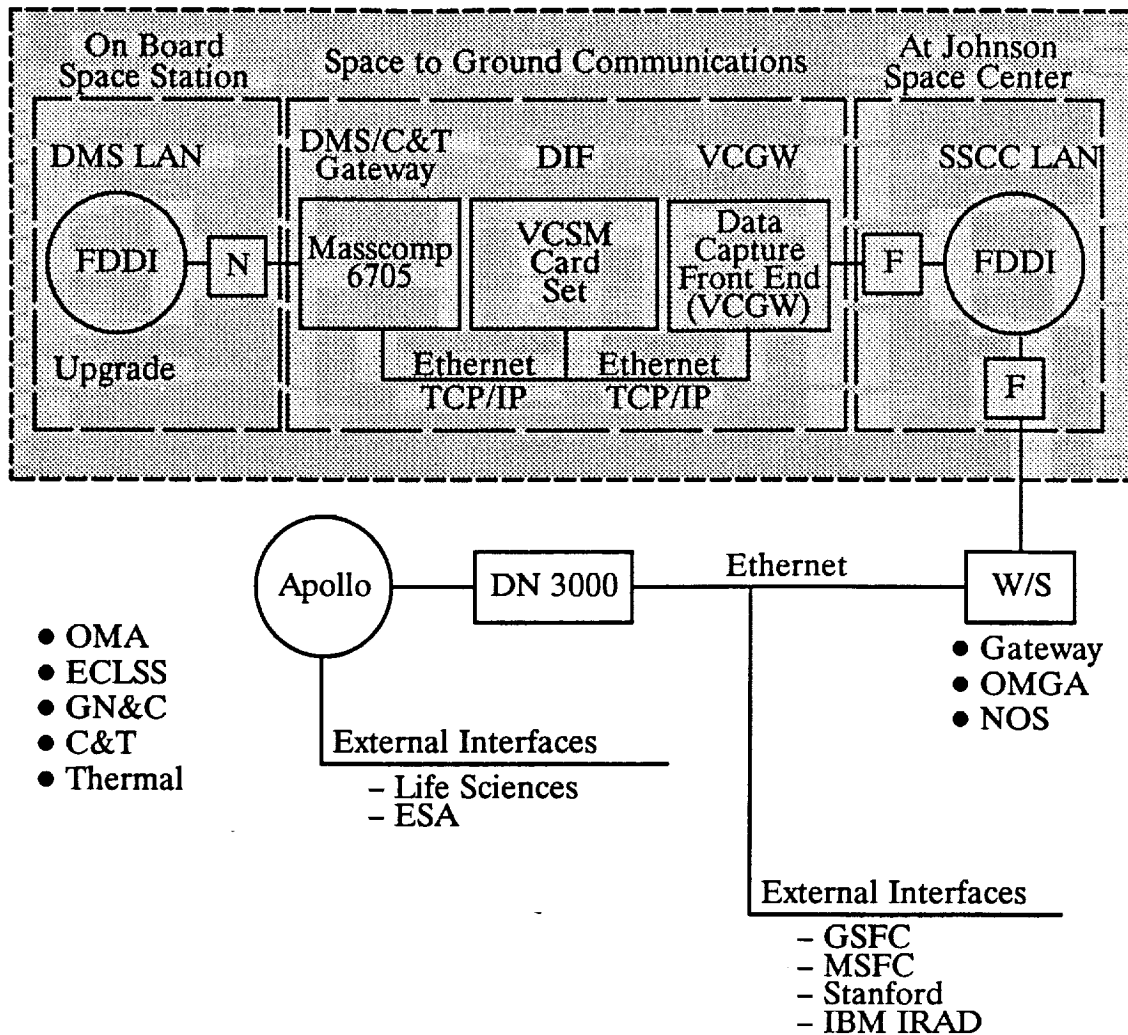 On Board
Space Station
Space to Ground Communications
At Johnson
Space Center
DMS LAN
DMS/C&T
Gateway
DIF
VCGW
SSCC LAN
FDDI
N
Masscomp
6705
VCSM
Card
Set
Data
Capture
Front End
(VCGW)
F
FDDI
Upgrade
Ethernet
TCP/IP
Ethernet
TCP/IP
F
Apollo
DN 3000
Ethernet
W/S
● OMA
● ECLSS
● GN&C
● C&T
● Thermal
● Gateway
● OMGA
● NOS
External Interfaces
– Life Sciences
– ESA
External Interfaces
– GSFC
– MSFC
– Stanford
– IBM IRAD